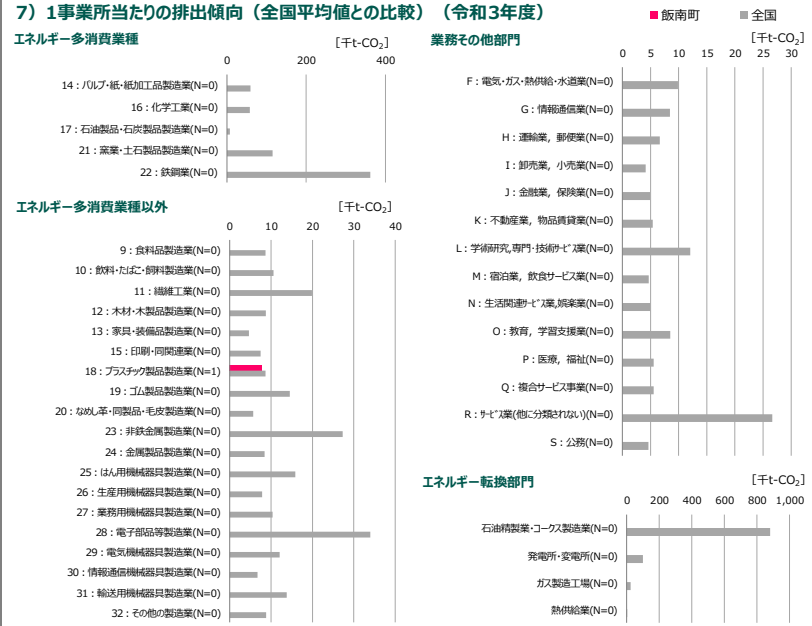 7）1事業所当たりの排出傾向（全国平均値との比較）（令和3年度）
■飯南町 ■全国
エネルギー多消費業種
［千t-CO₂］
0 200 400
14：パルプ・紙・紙加工品製造業(N=0)
16：化学工業(N=0)
17：石油製品・石炭製品製造業(N=0)
21：窯業・土石製品製造業(N=0)
22：鉄鋼業(N=0)
エネルギー多消費業種以外
［千t-CO₂］
0 10 20 30 40
9：食料品製造業(N=0)
10：飲料・たばこ・飼料製造業(N=0)
11：繊維工業(N=0)
12：木材・木製品製造業(N=0)
13：家具・装備品製造業(N=0)
15：印刷・同関連業(N=0)
18：プラスチック製品製造業(N=1)
19：ゴム製品製造業(N=0)
20：なめし革・同製品・毛皮製造業(N=0)
23：非鉄金属製造業(N=0)
24：金属製品製造業(N=0)
25：はん用機械器具製造業(N=0)
26：生産用機械器具製造業(N=0)
27：業務用機械器具製造業(N=0)
28：電子部品等製造業(N=0)
29：電気機械器具製造業(N=0)
30：情報通信機械器具製造業(N=0)
31：輸送用機械器具製造業(N=0)
32：その他の製造業(N=0)
業務その他部門
［千t-CO₂］
0 5 10 15 20 25 30
F：電気・ガス・熱供給・水道業(N=0)
G：情報通信業(N=0)
H：運輸業，郵便業(N=0)
I：卸売業，小売業(N=0)
J：金融業，保険業(N=0)
K：不動産業，物品賃貸業(N=0)
L：学術研究,専門・技術ｻｰﾋﾞｽ業(N=0)
M：宿泊業，飲食サービス業(N=0)
N：生活関連ｻｰﾋﾞｽ業,娯楽業(N=0)
O：教育，学習支援業(N=0)
P：医療，福祉(N=0)
Q：複合サービス事業(N=0)
R：ｻｰﾋﾞｽ業(他に分類されない)(N=0)
S：公務(N=0)
エネルギー転換部門
［千t-CO₂］
0 200 400 600 800 1,000
石油精製業・コークス製造業(N=0)
発電所・変電所(N=0)
ガス製造工場(N=0)
熱供給業(N=0)